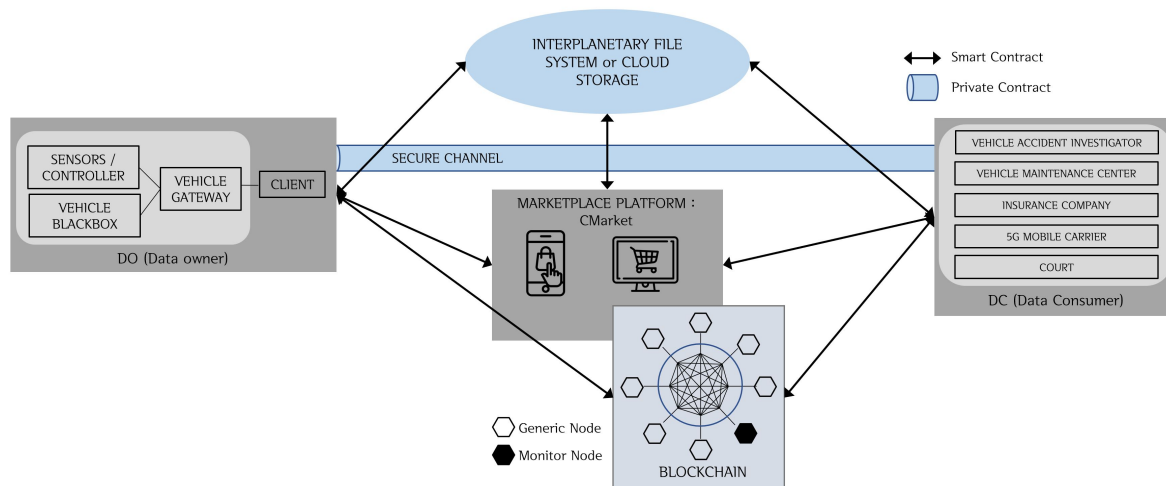 INTERPLANETARY FILE
SYSTEM or CLOUD
STORAGE
Smart Contract
Private Contract
SENSORS /
CONTROLLER
VEHICLE
BLACKBOX
VEHICLE
GATEWAY
CLIENT
DO (Data owner)
SECURE CHANNEL
MARKETPLACE PLATFORM :
CMarket
VEHICLE ACCIDENT INVESTIGATOR
VEHICLE MAINTENANCE CENTER
INSURANCE COMPANY
5G MOBILE CARRIER
COURT
DC (Data Consumer)
Generic Node
Monitor Node
BLOCKCHAIN